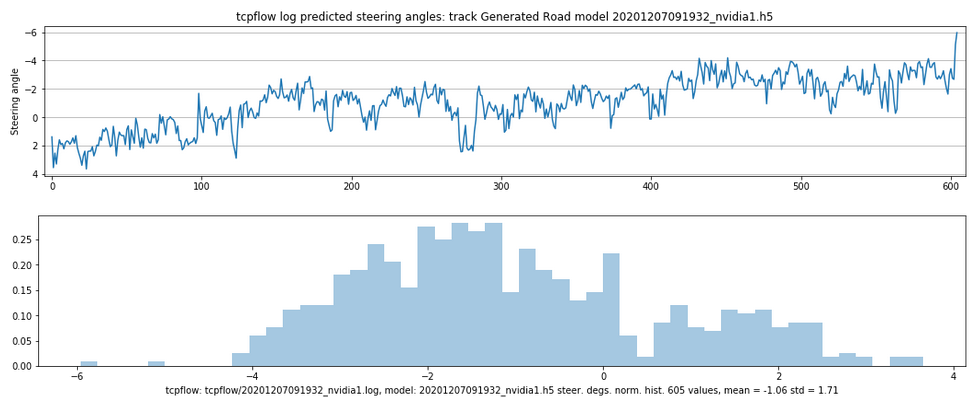 tcpflow log predicted steering angles: track Generated Road model 20201207091932_nvidia1.h5
Steering angle
−6
−4
−2
0
2
4
0 100 200 300 400 500 600
0.25
0.20
0.15
0.10
0.05
0.00
−6 −4 −2 0 2 4
tcpflow: tcpflow/20201207091932_nvidia1.log, model: 20201207091932_nvidia1.h5 steer. degs. norm. hist. 605 values, mean = -1.06 std = 1.71